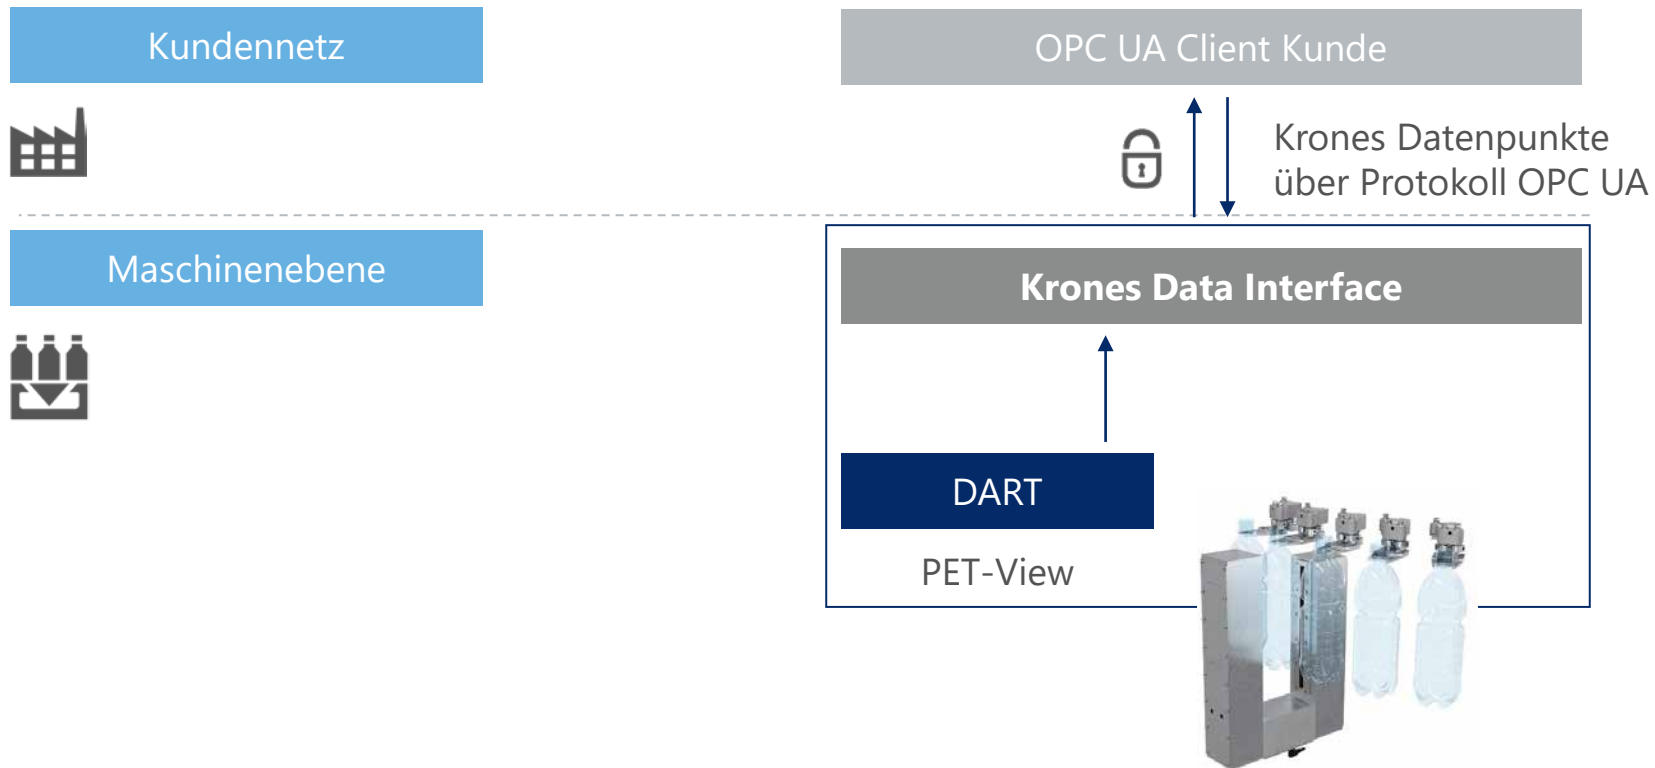 Kundennetz
OPC UA Client Kunde
Krones Datenpunkte
über Protokoll OPC UA
Maschinenebene
Krones Data Interface
DART
PET-View